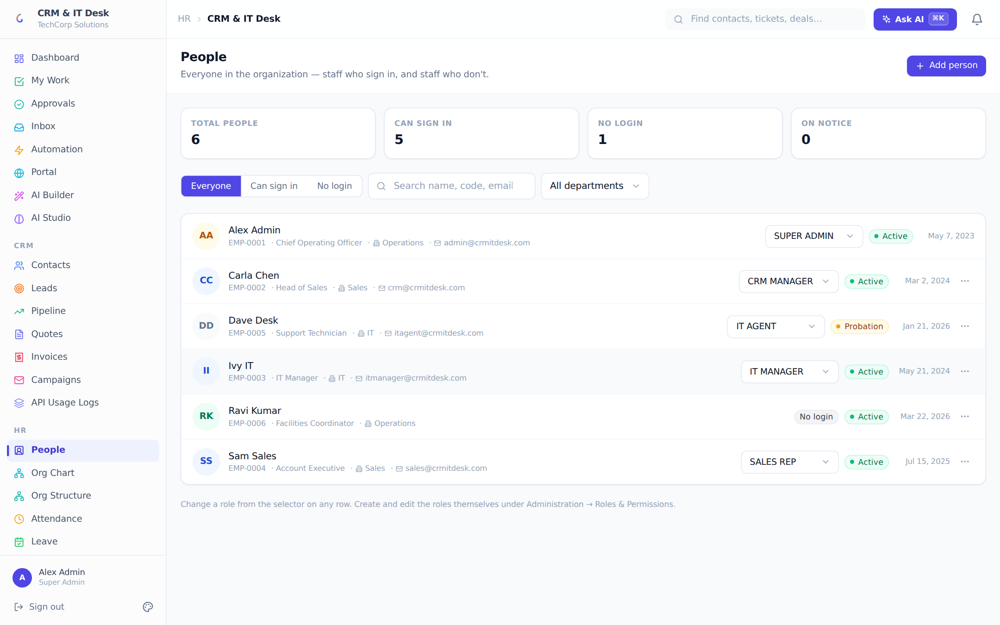 CRM & IT Desk
TechCorp Solutions
Dashboard
My Work
Approvals
Inbox
Automation
Portal
AI Builder
AI Studio
CRM
Contacts
Leads
Pipeline
Quotes
Invoices
Campaigns
API Usage Logs
HR
People
Org Chart
Org Structure
Attendance
Leave
A
Alex Admin
Super Admin
Sign out
HR > CRM & IT Desk
Find contacts, tickets, deals...
Ask AI ⌘K
People
Everyone in the organization — staff who sign in, and staff who don't.
+ Add person
TOTAL PEOPLE
6
CAN SIGN IN
5
NO LOGIN
1
ON NOTICE
0
Everyone Can sign in No login Search name, code, email All departments
AA Alex Admin
EMP-0001 · Chief Operating Officer · Operations · admin@crmitdesk.com
SUPER ADMIN Active May 7, 2023
CC Carla Chen
EMP-0002 · Head of Sales · Sales · crm@crmitdesk.com
CRM MANAGER Active Mar 2, 2024
DD Dave Desk
EMP-0005 · Support Technician · IT · itagent@crmitdesk.com
IT AGENT Probation Jan 21, 2026
II Ivy IT
EMP-0003 · IT Manager · IT · itmanager@crmitdesk.com
IT MANAGER Active May 21, 2024
RK Ravi Kumar
EMP-0006 · Facilities Coordinator · Operations
No login Active Mar 22, 2026
SS Sam Sales
EMP-0004 · Account Executive · Sales · sales@crmitdesk.com
SALES REP Active Jul 15, 2025
Change a role from the selector on any row. Create and edit the roles themselves under Administration → Roles & Permissions.